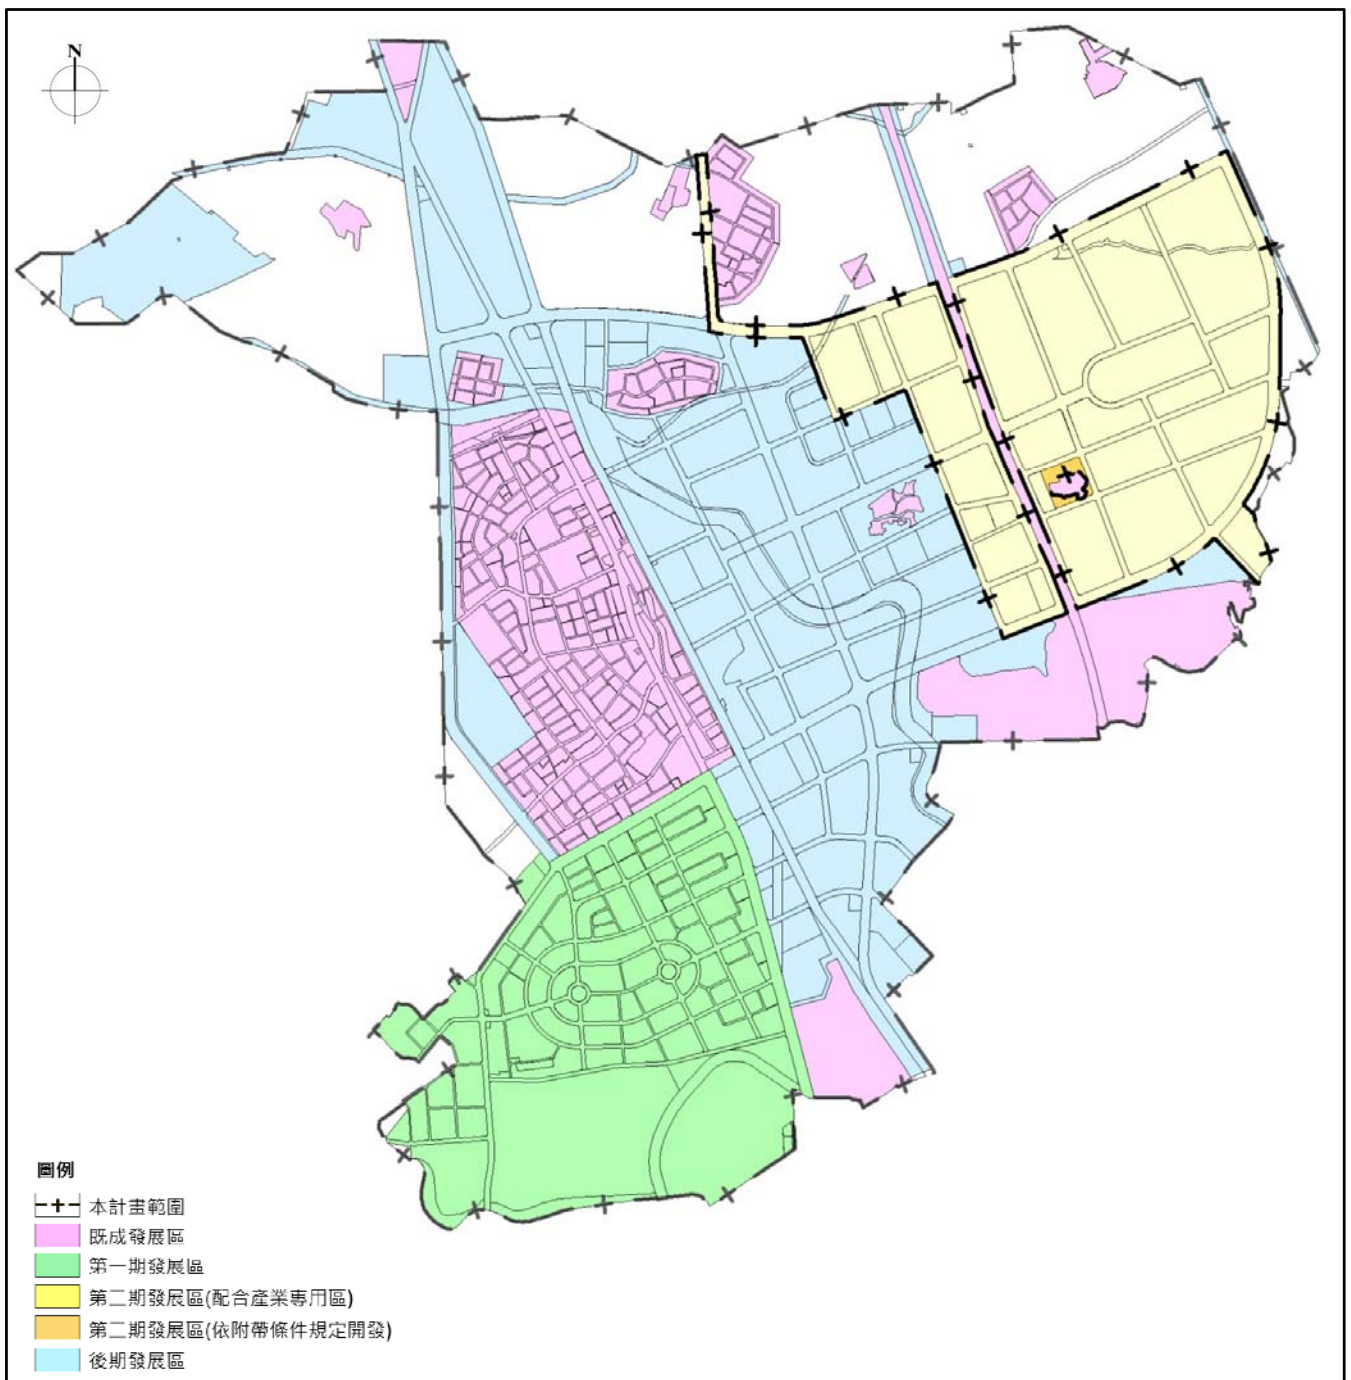 N
圖例
本計畫範圍
既成發展區
第一期發展區
第二期發展區(配合產業專用區)
第二期發展區(依附帶條件規定開發)
後期發展區